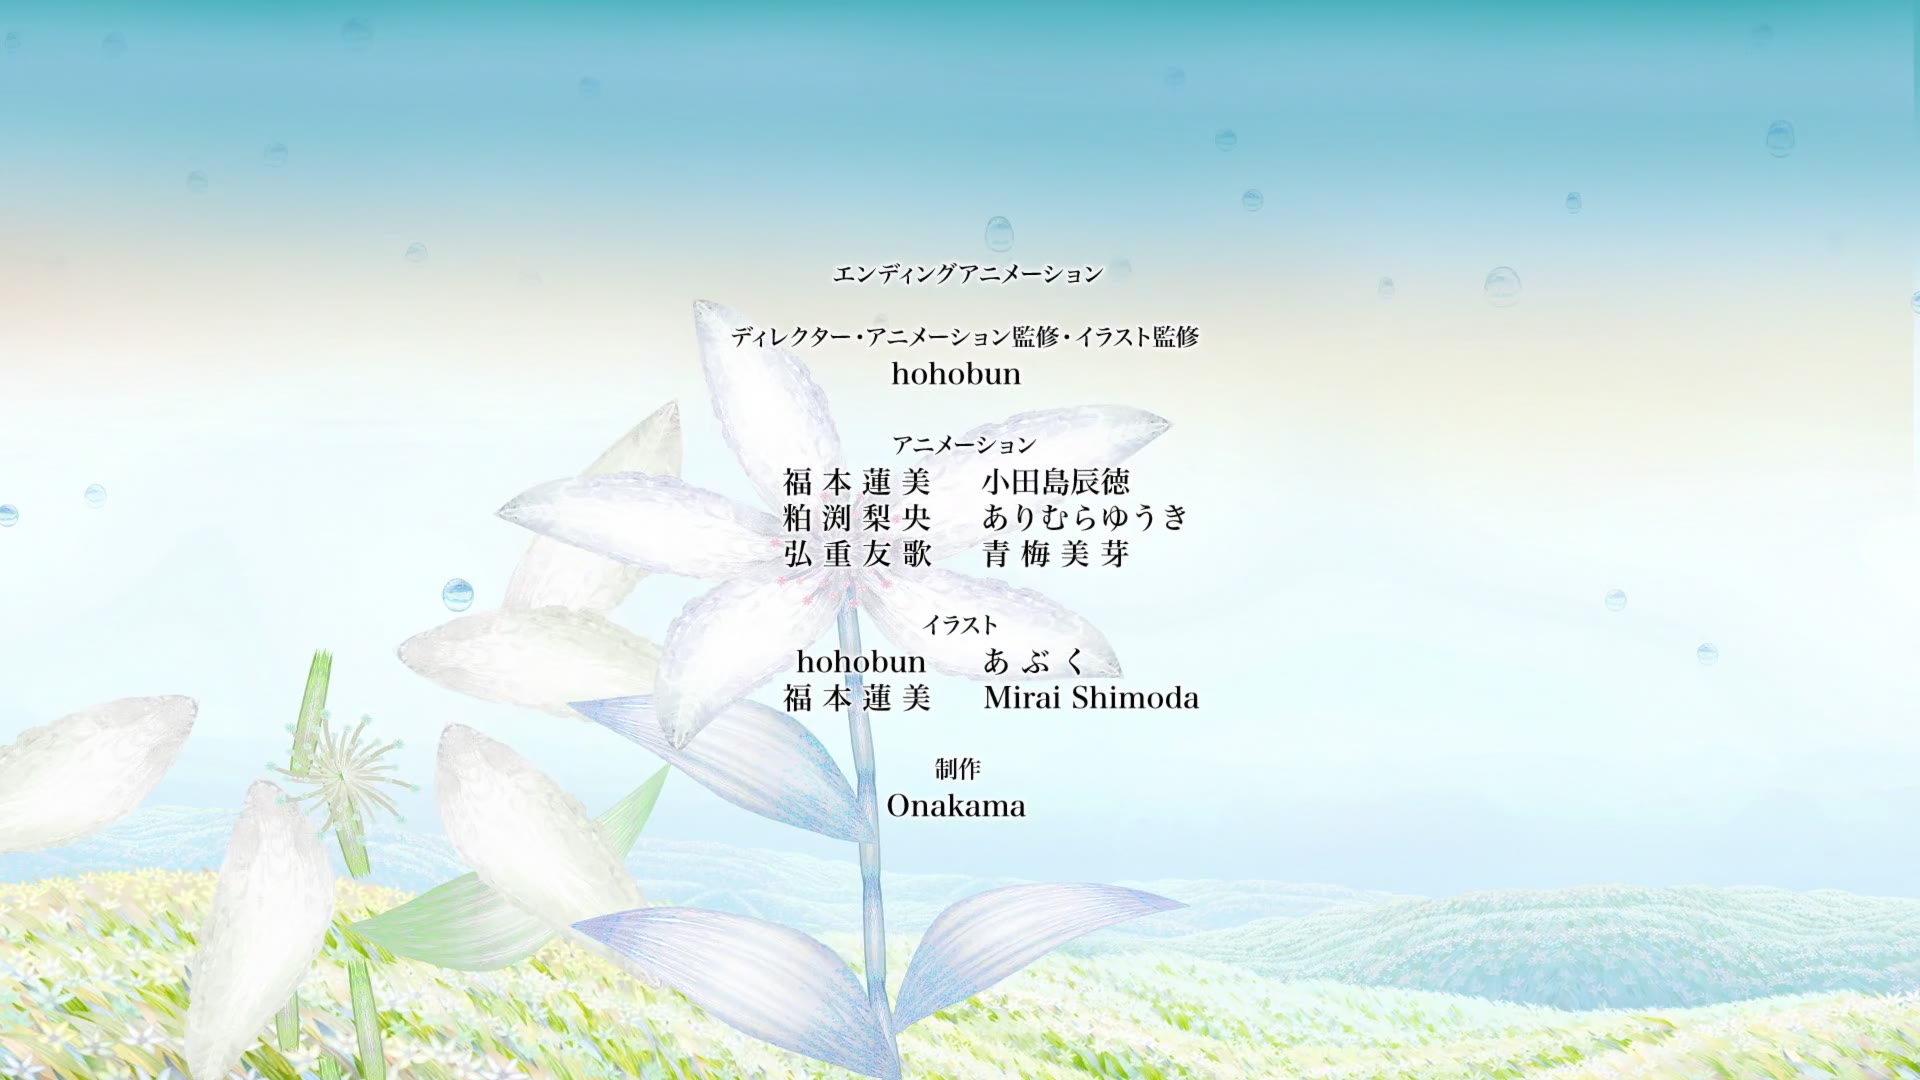 エンディングアニメーション
ディレクター・アニメーション監修・イラスト監修
hohobun
アニメーション
福本蓮美 小田島辰徳
粕渕梨央 ありむらゆうき
弘重友歌 青梅美芽
イラスト
hohobun あぶく
福本蓮美 Mirai Shimoda
制作
Onakama